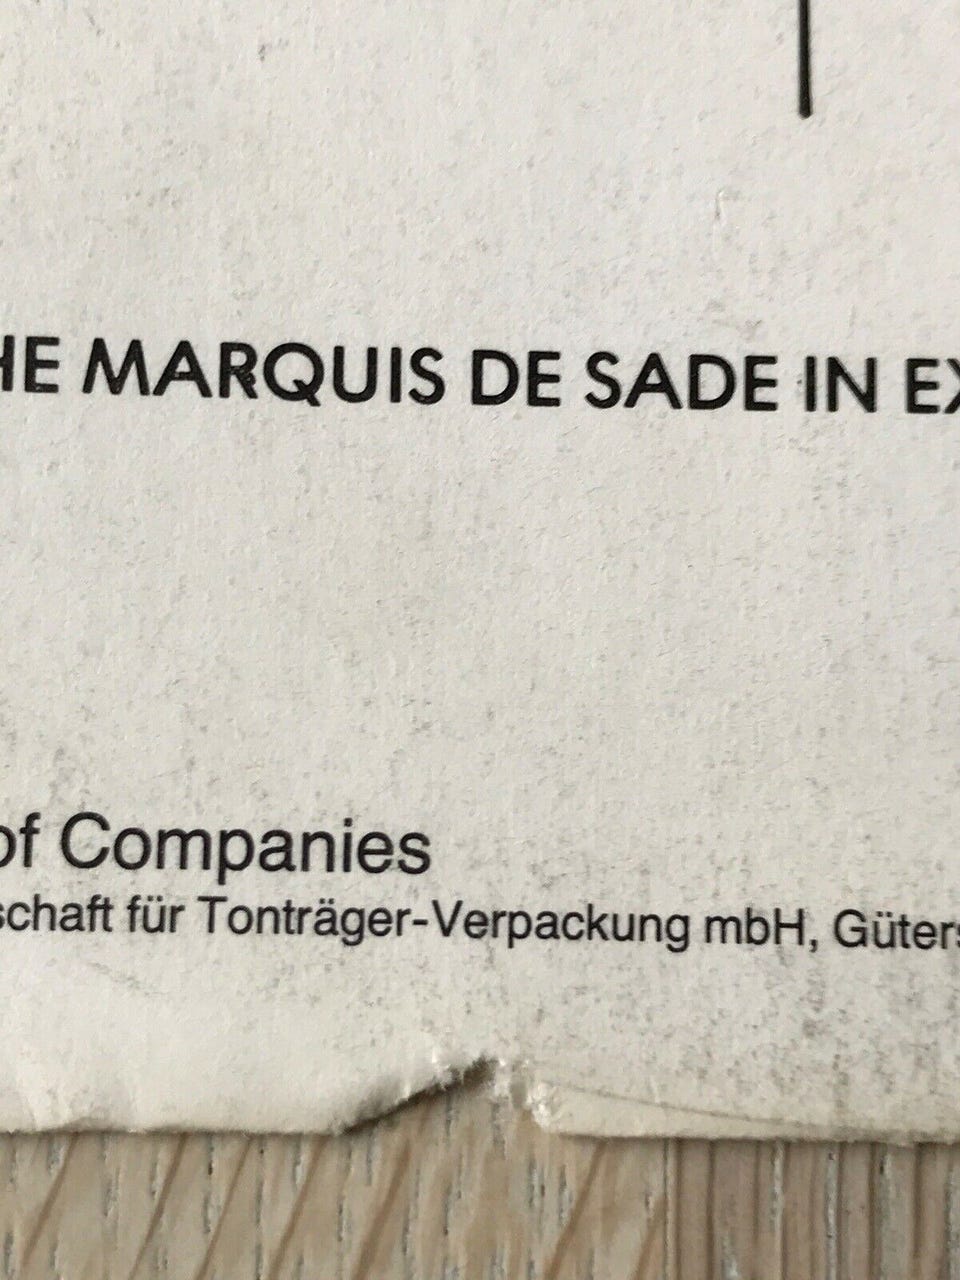 HE MARQUIS DE SADE IN EX
of Companies
schaft für Tonträger-Verpackung mbH, Güters